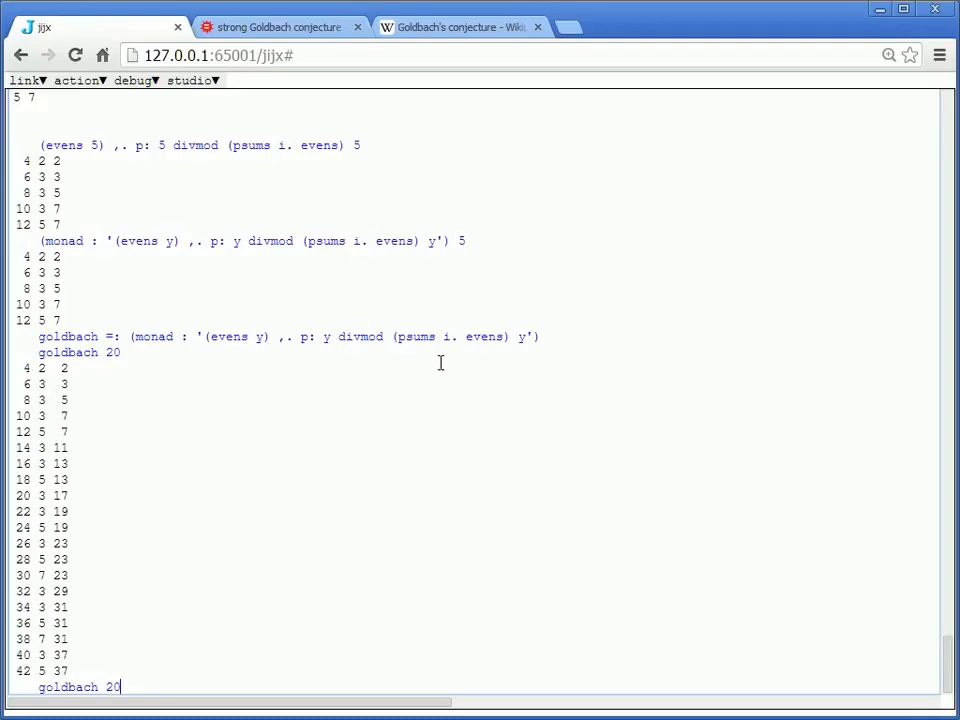 jijx
strong Goldbach conjecture
Goldbach's conjecture - Wiki
127.0.0.1:65001/jijx#
link▼ action▼ debug▼ studio▼
5 7
(evens 5) ,. p: 5 divmod (psums i. evens) 5
4 2 2
6 3 3
8 3 5
10 3 7
12 5 7
(monad : '(evens y) ,. p: y divmod (psums i. evens) y') 5
4 2 2
6 3 3
8 3 5
10 3 7
12 5 7
goldbach =: (monad : '(evens y) ,. p: y divmod (psums i. evens) y')
goldbach 20
4 2 2
6 3 3
8 3 5
10 3 7
12 5 7
14 3 11
16 3 13
18 5 13
20 3 17
22 3 19
24 5 19
26 3 23
28 5 23
30 7 23
32 3 29
34 3 31
36 5 31
38 7 31
40 3 37
42 5 37
goldbach 20